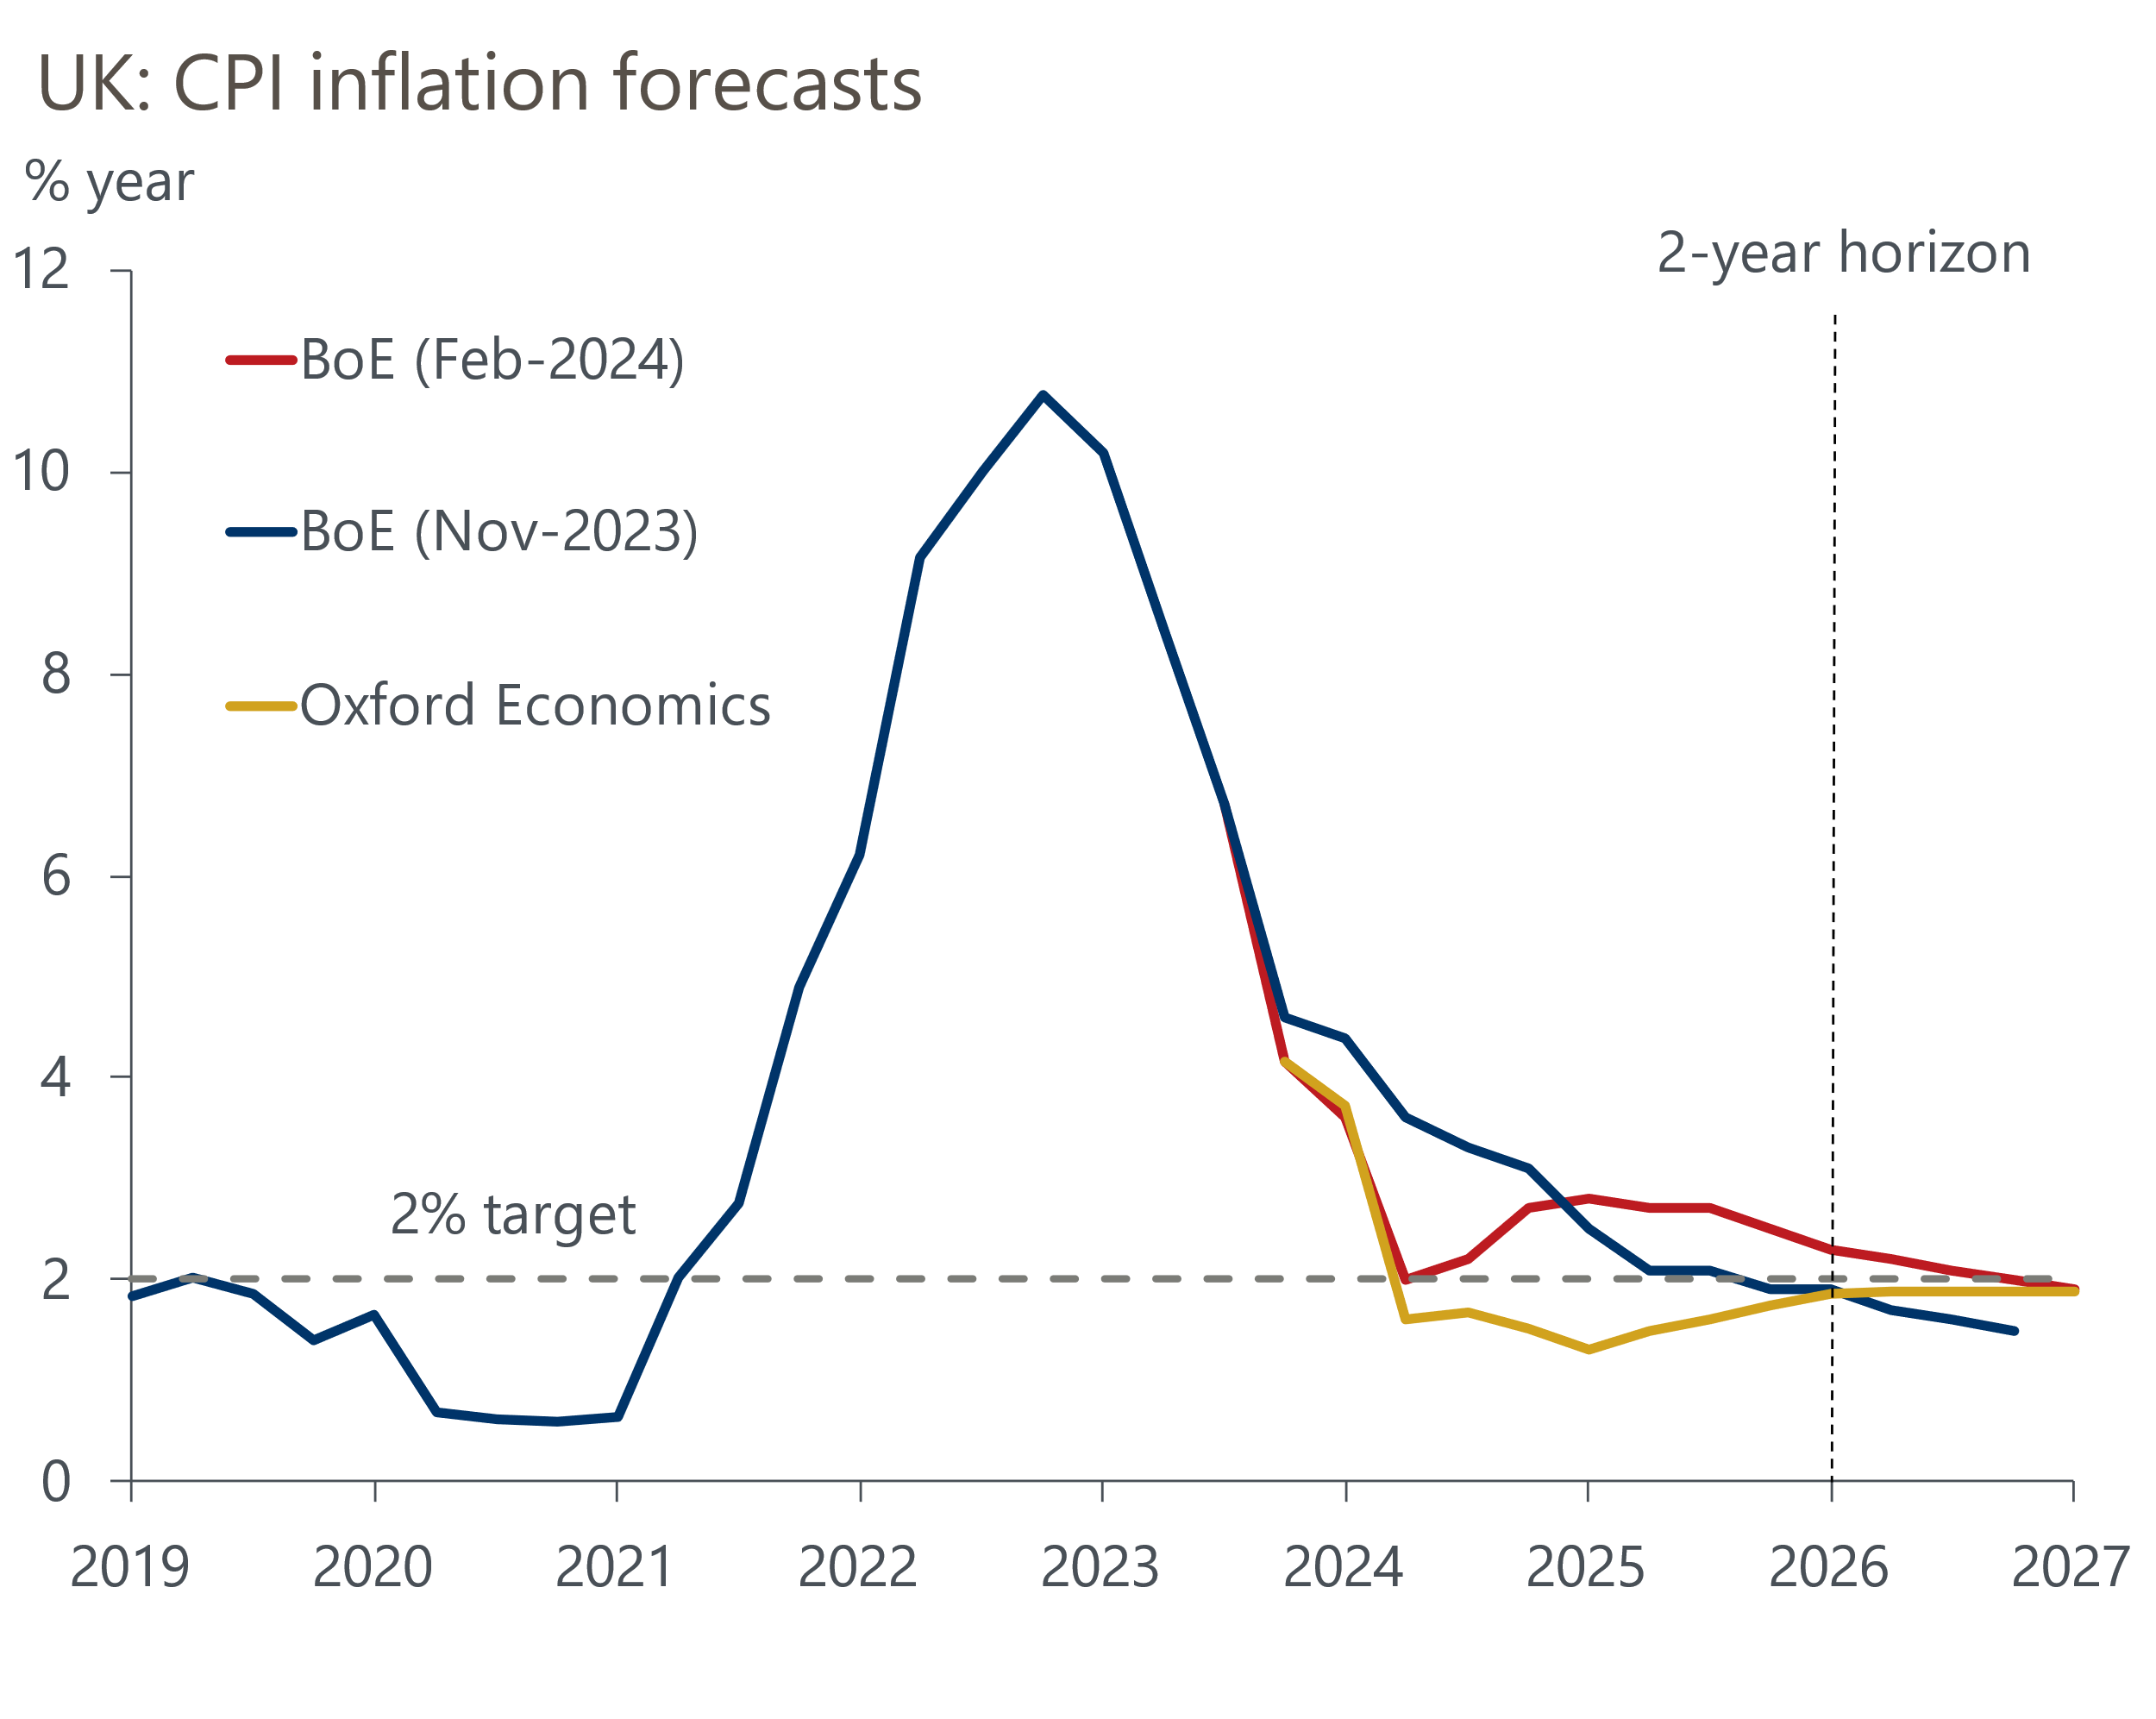 UK: CPI inflation forecasts
% year
2-year horizon
12
BoE (Feb-2024)
10
BoE (Nov-2023)
8
Oxford Economics
6
4
2% target
2
0
2019 2020 2021 2022 2023 2024 2025 2026 2027